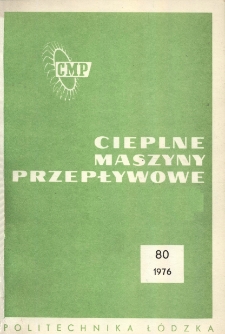 CMP
CIEPLNE
MASZYNY
PRZEPŁYWOWE
80
1976
POLITECHNIKA ŁÓDZKA